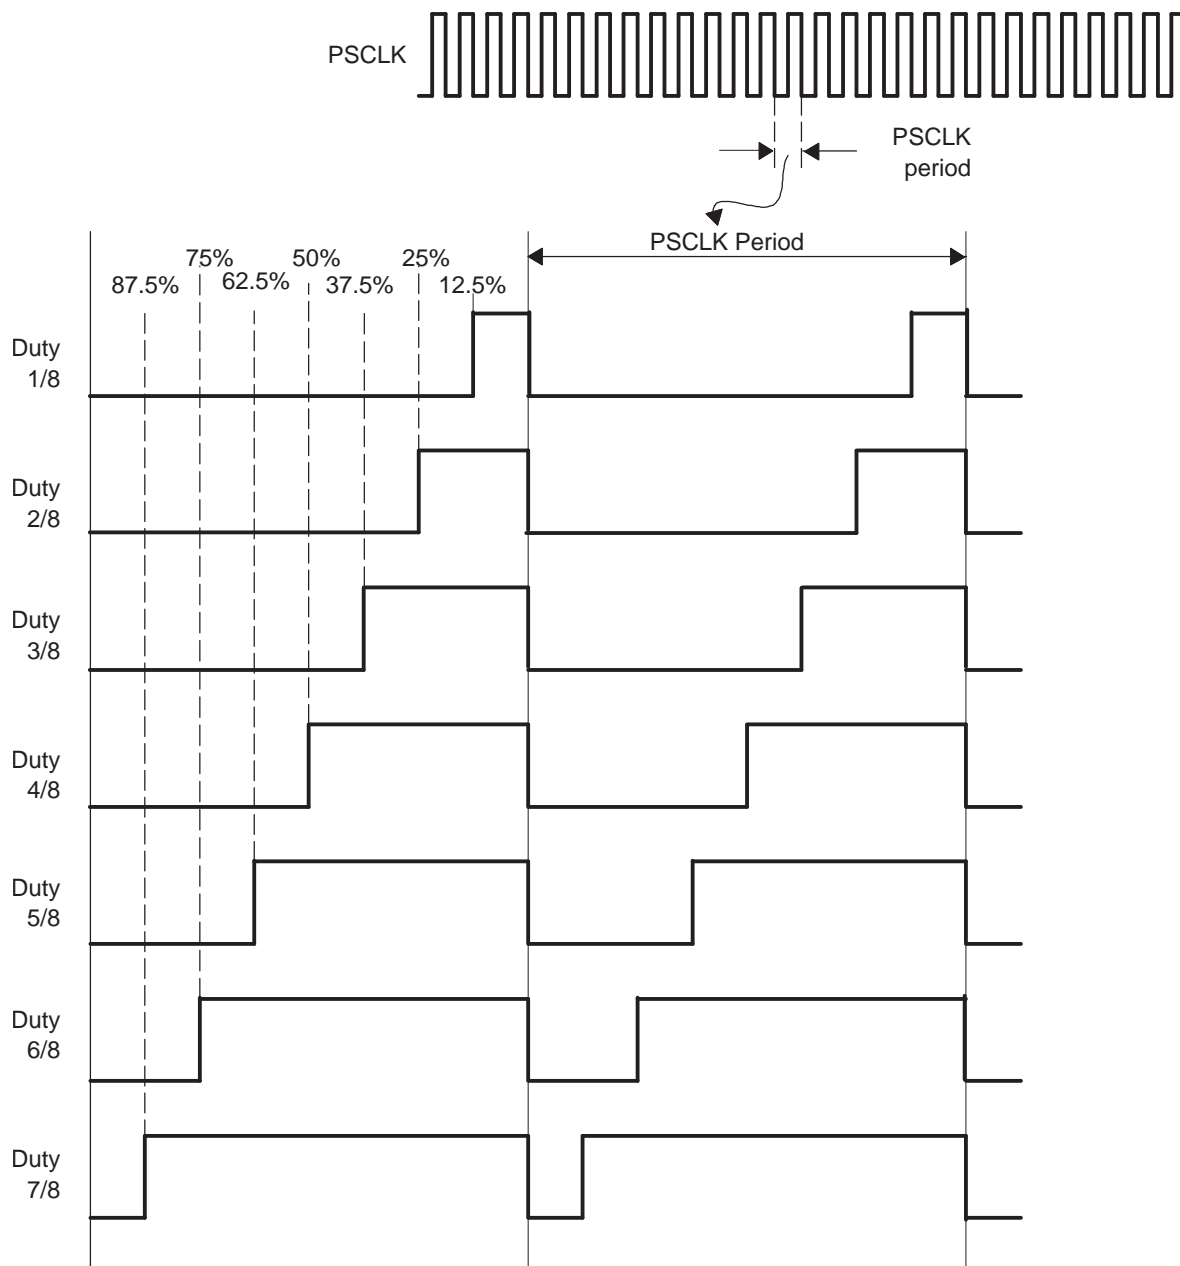 PSCLK
PSCLK
period
PSCLK Period
75%
50%
25%
87.5%
62.5%
37.5%
12.5%
Duty
1/8
Duty
2/8
Duty
3/8
Duty
4/8
Duty
5/8
Duty
6/8
Duty
7/8